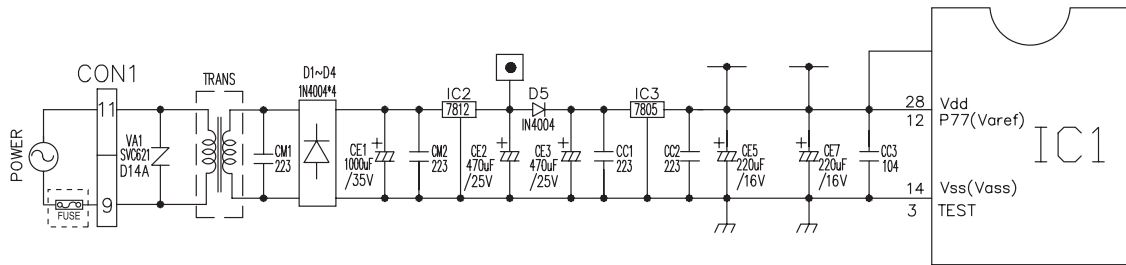 POWER
FUSE
CON1
11
9
VA1
SVC621
D14A
TRANS
CM1
223
D1~D4
1N4004*4
CE1
1000uF
/35V
CM2
223
IC2
7812
CE2
470uF
/25V
D5
1N4004
CE3
470uF
/25V
CC1
223
IC3
7805
CC2
223
CE5
220uF
/16V
CE7
220uF
/16V
CC3
104
28
Vdd
12
P77(Varef)
14
Vss(Vass)
3
TEST
IC1